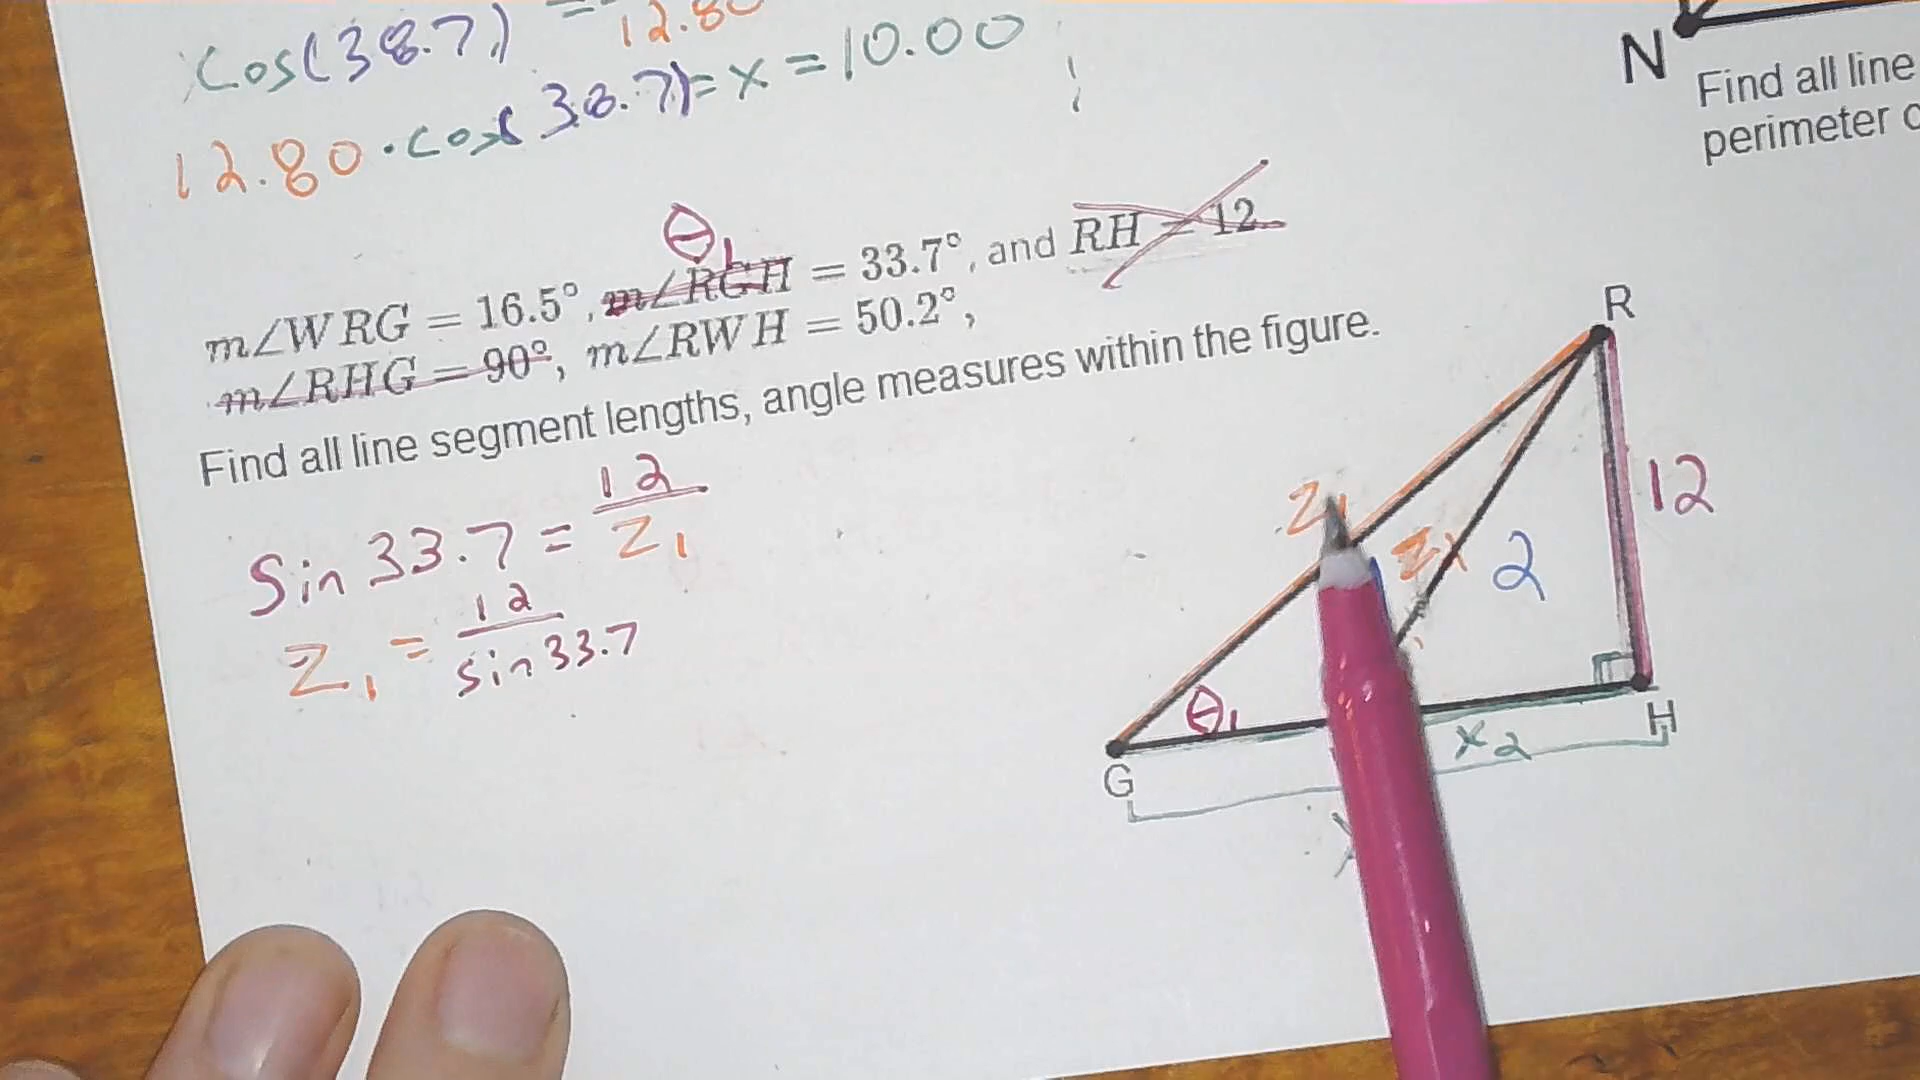 cos(38.7) = 12.80
12.80 · cos(38.7) = x = 10.00
N
Find all line
perimeter
θ₁
m∠WRG = 16.5°, m∠RGH = 33.7°, and RH = 12
m∠RHG = 90°, m∠RWH = 50.2°,
Find all line segment lengths, angle measures within the figure.
sin 33.7 = 12/z₁
z₁ = 12/sin 33.7
R
12
z₁
2
θ₁
H
x₂
G